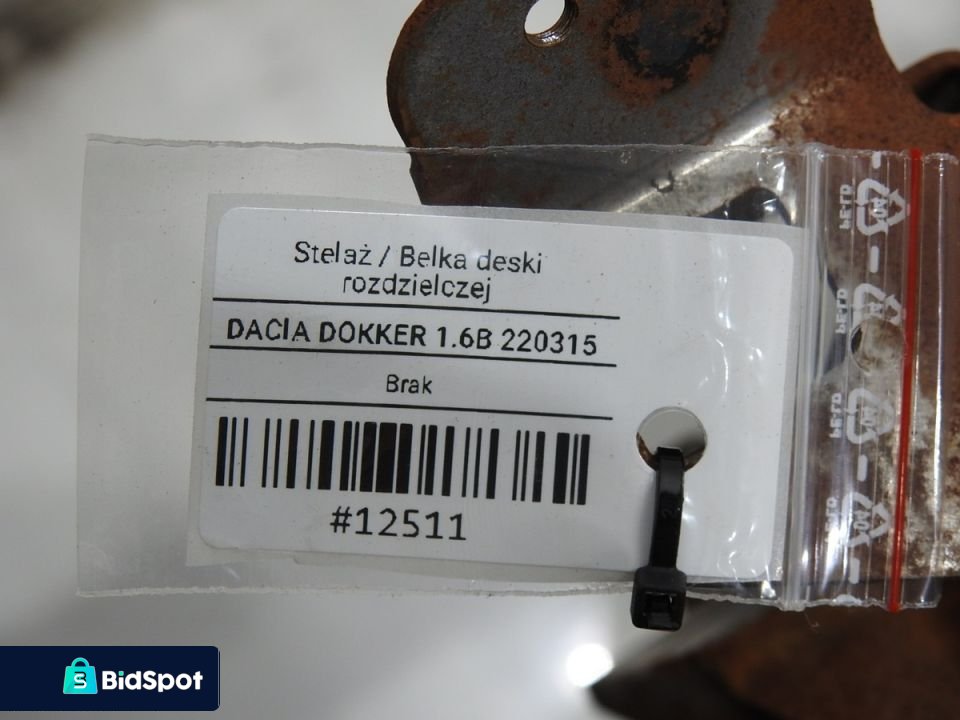 Stelaż / Belka deski
rozdzielczej
DACIA DOKKER 1.6B 220315
Brak
#12511
BidSpot